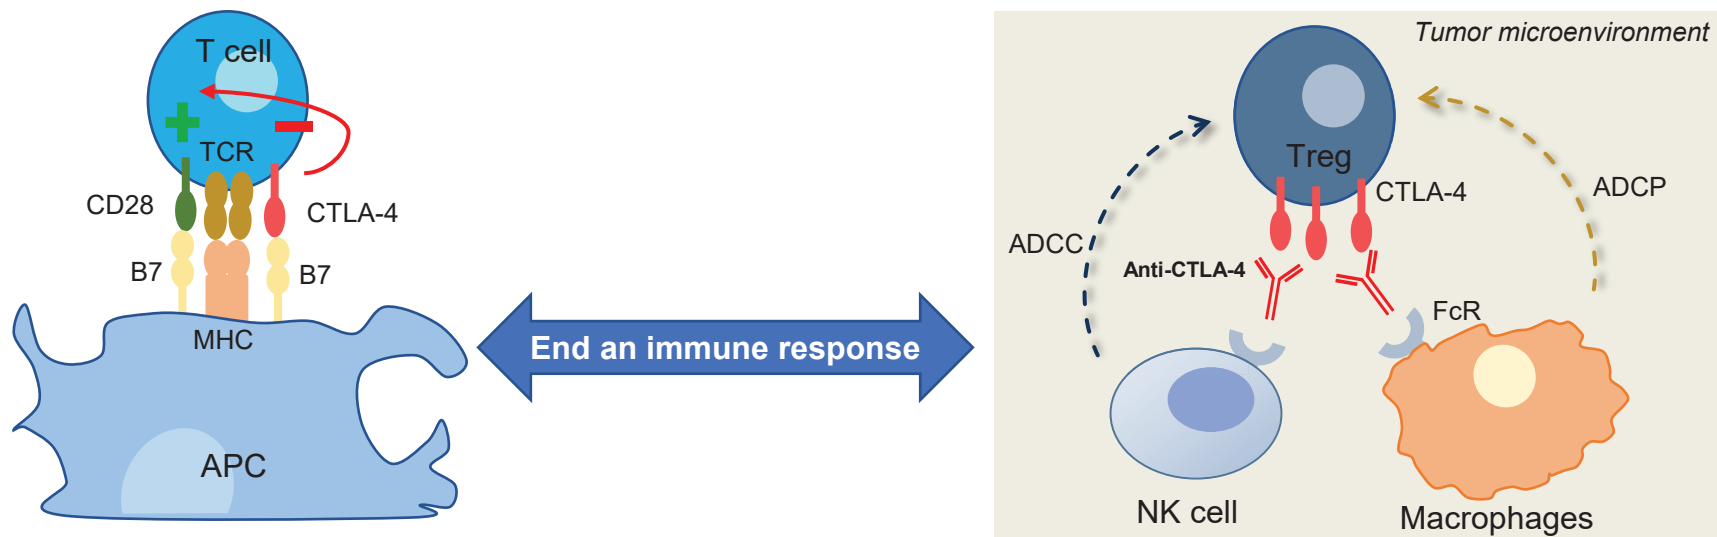 T cell
TCR
CD28
CTLA-4
B7
B7
MHC
APC
End an immune response
Tumor microenvironment
Treg
CTLA-4
ADCP
ADCC
Anti-CTLA-4
FcR
NK cell
Macrophages